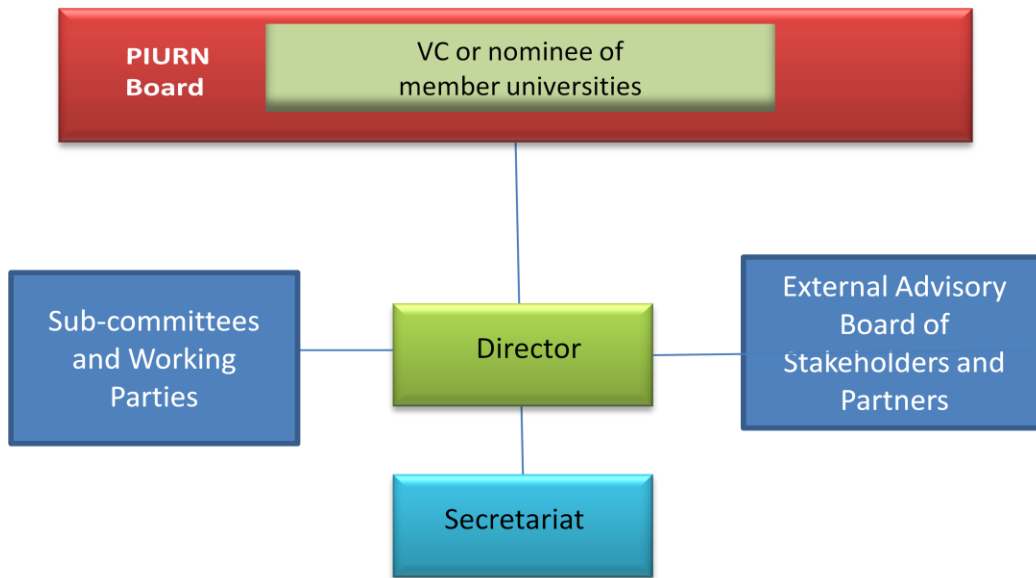 PIURN
Board
VC or nominee of
member universities
Sub-committees
and Working
Parties
Director
External Advisory
Board of
Stakeholders and
Partners
Secretariat